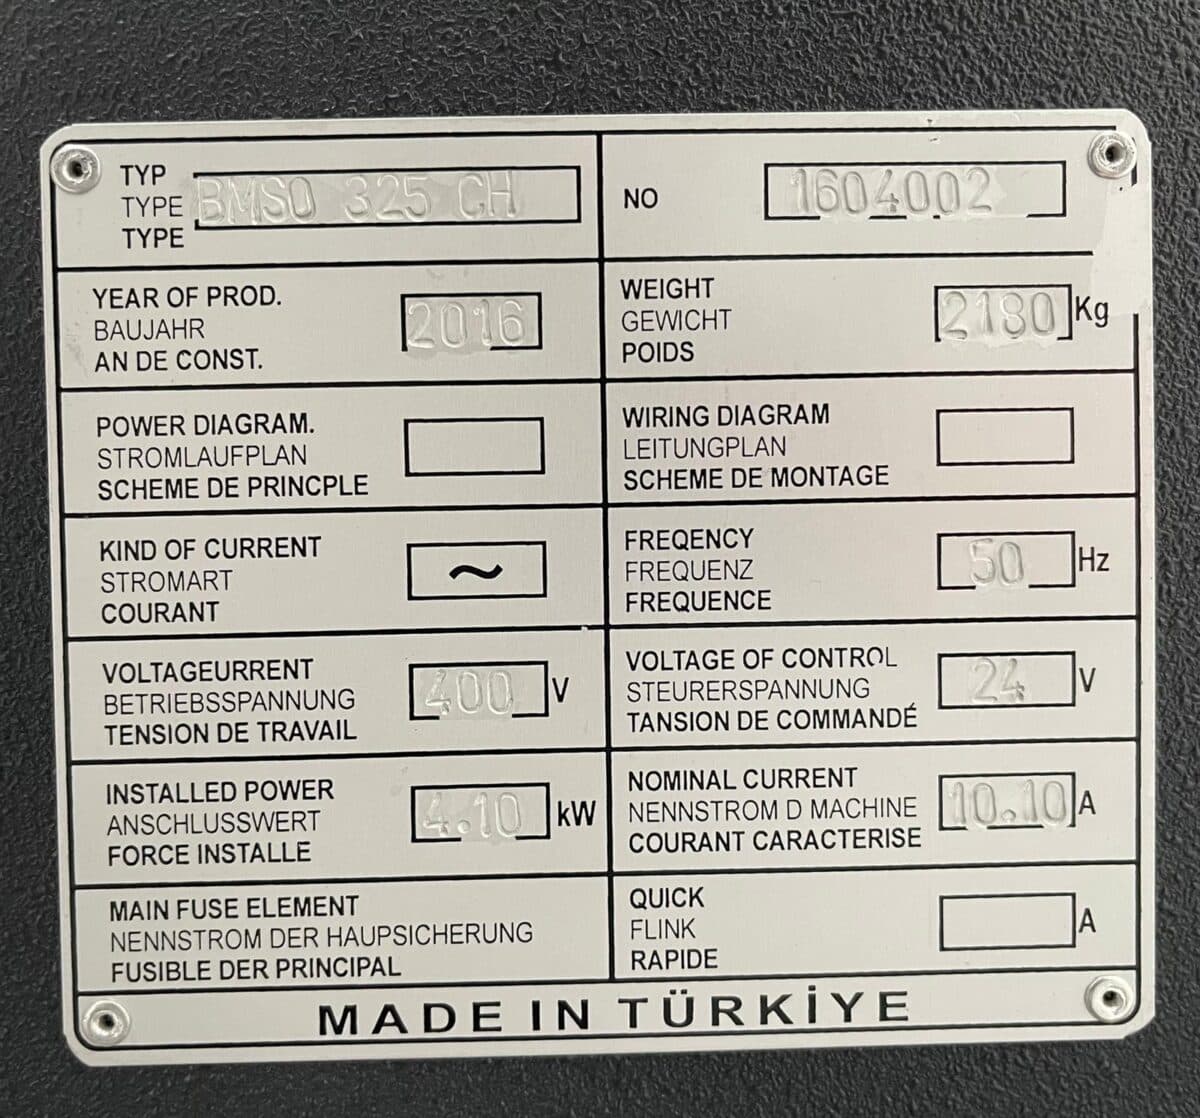 TYP
TYPE BMSO 325 CH
TYPE
NO 1604002
YEAR OF PROD.
BAUJAHR 2016
AN DE CONST.
WEIGHT
GEWICHT 2180 Kg
POIDS
POWER DIAGRAM.
STROMLAUFPLAN
SCHEME DE PRINCPLE
WIRING DIAGRAM
LEITUNGPLAN
SCHEME DE MONTAGE
KIND OF CURRENT
STROMART ~
COURANT
FREQENCY
FREQUENZ 50 Hz
FREQUENCE
VOLTAGEURRENT
BETRIEBSSPANNUNG 400 V
TENSION DE TRAVAIL
VOLTAGE OF CONTROL
STEURERSPANNUNG 24 V
TANSION DE COMMANDÉ
INSTALLED POWER
ANSCHLUSSWERT 4.10 kW
FORCE INSTALLE
NOMINAL CURRENT
NENNSTROM D MACHINE 10.10 A
COURANT CARACTERISE
MAIN FUSE ELEMENT
NENNSTROM DER HAUPSICHERUNG
FUSIBLE DER PRINCIPAL
QUICK
FLINK A
RAPIDE
MADE IN TÜRKİYE